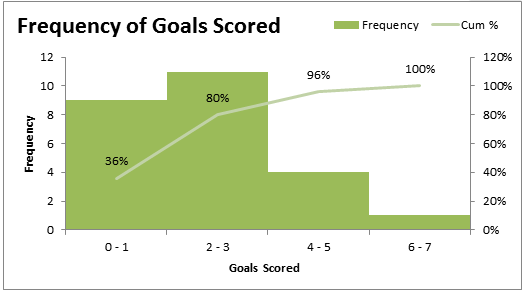 Frequency of Goals Scored
Frequency Cum %
12 120%
10 100%
8 80%
6 60%
4 40%
2 20%
0 0%
36% 80% 96% 100%
Frequency
0 - 1 2 - 3 4 - 5 6 - 7
Goals Scored